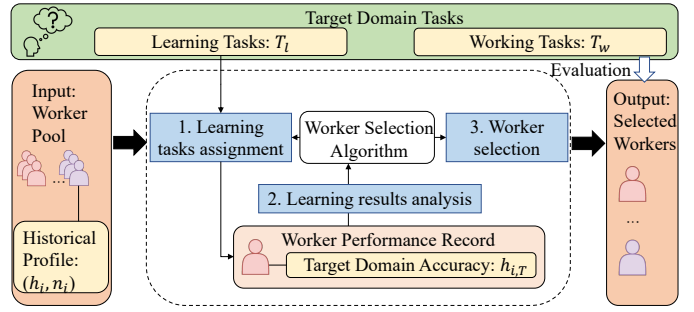 Target Domain Tasks
Learning Tasks: T_l
Working Tasks: T_w
Evaluation
Input:
Worker
Pool
...
Historical
Profile:
(h_i, n_i)
1. Learning
tasks assignment
Worker Selection
Algorithm
3. Worker
selection
2. Learning results analysis
Worker Performance Record
Target Domain Accuracy: h_{i,T}
Output:
Selected
Workers
...